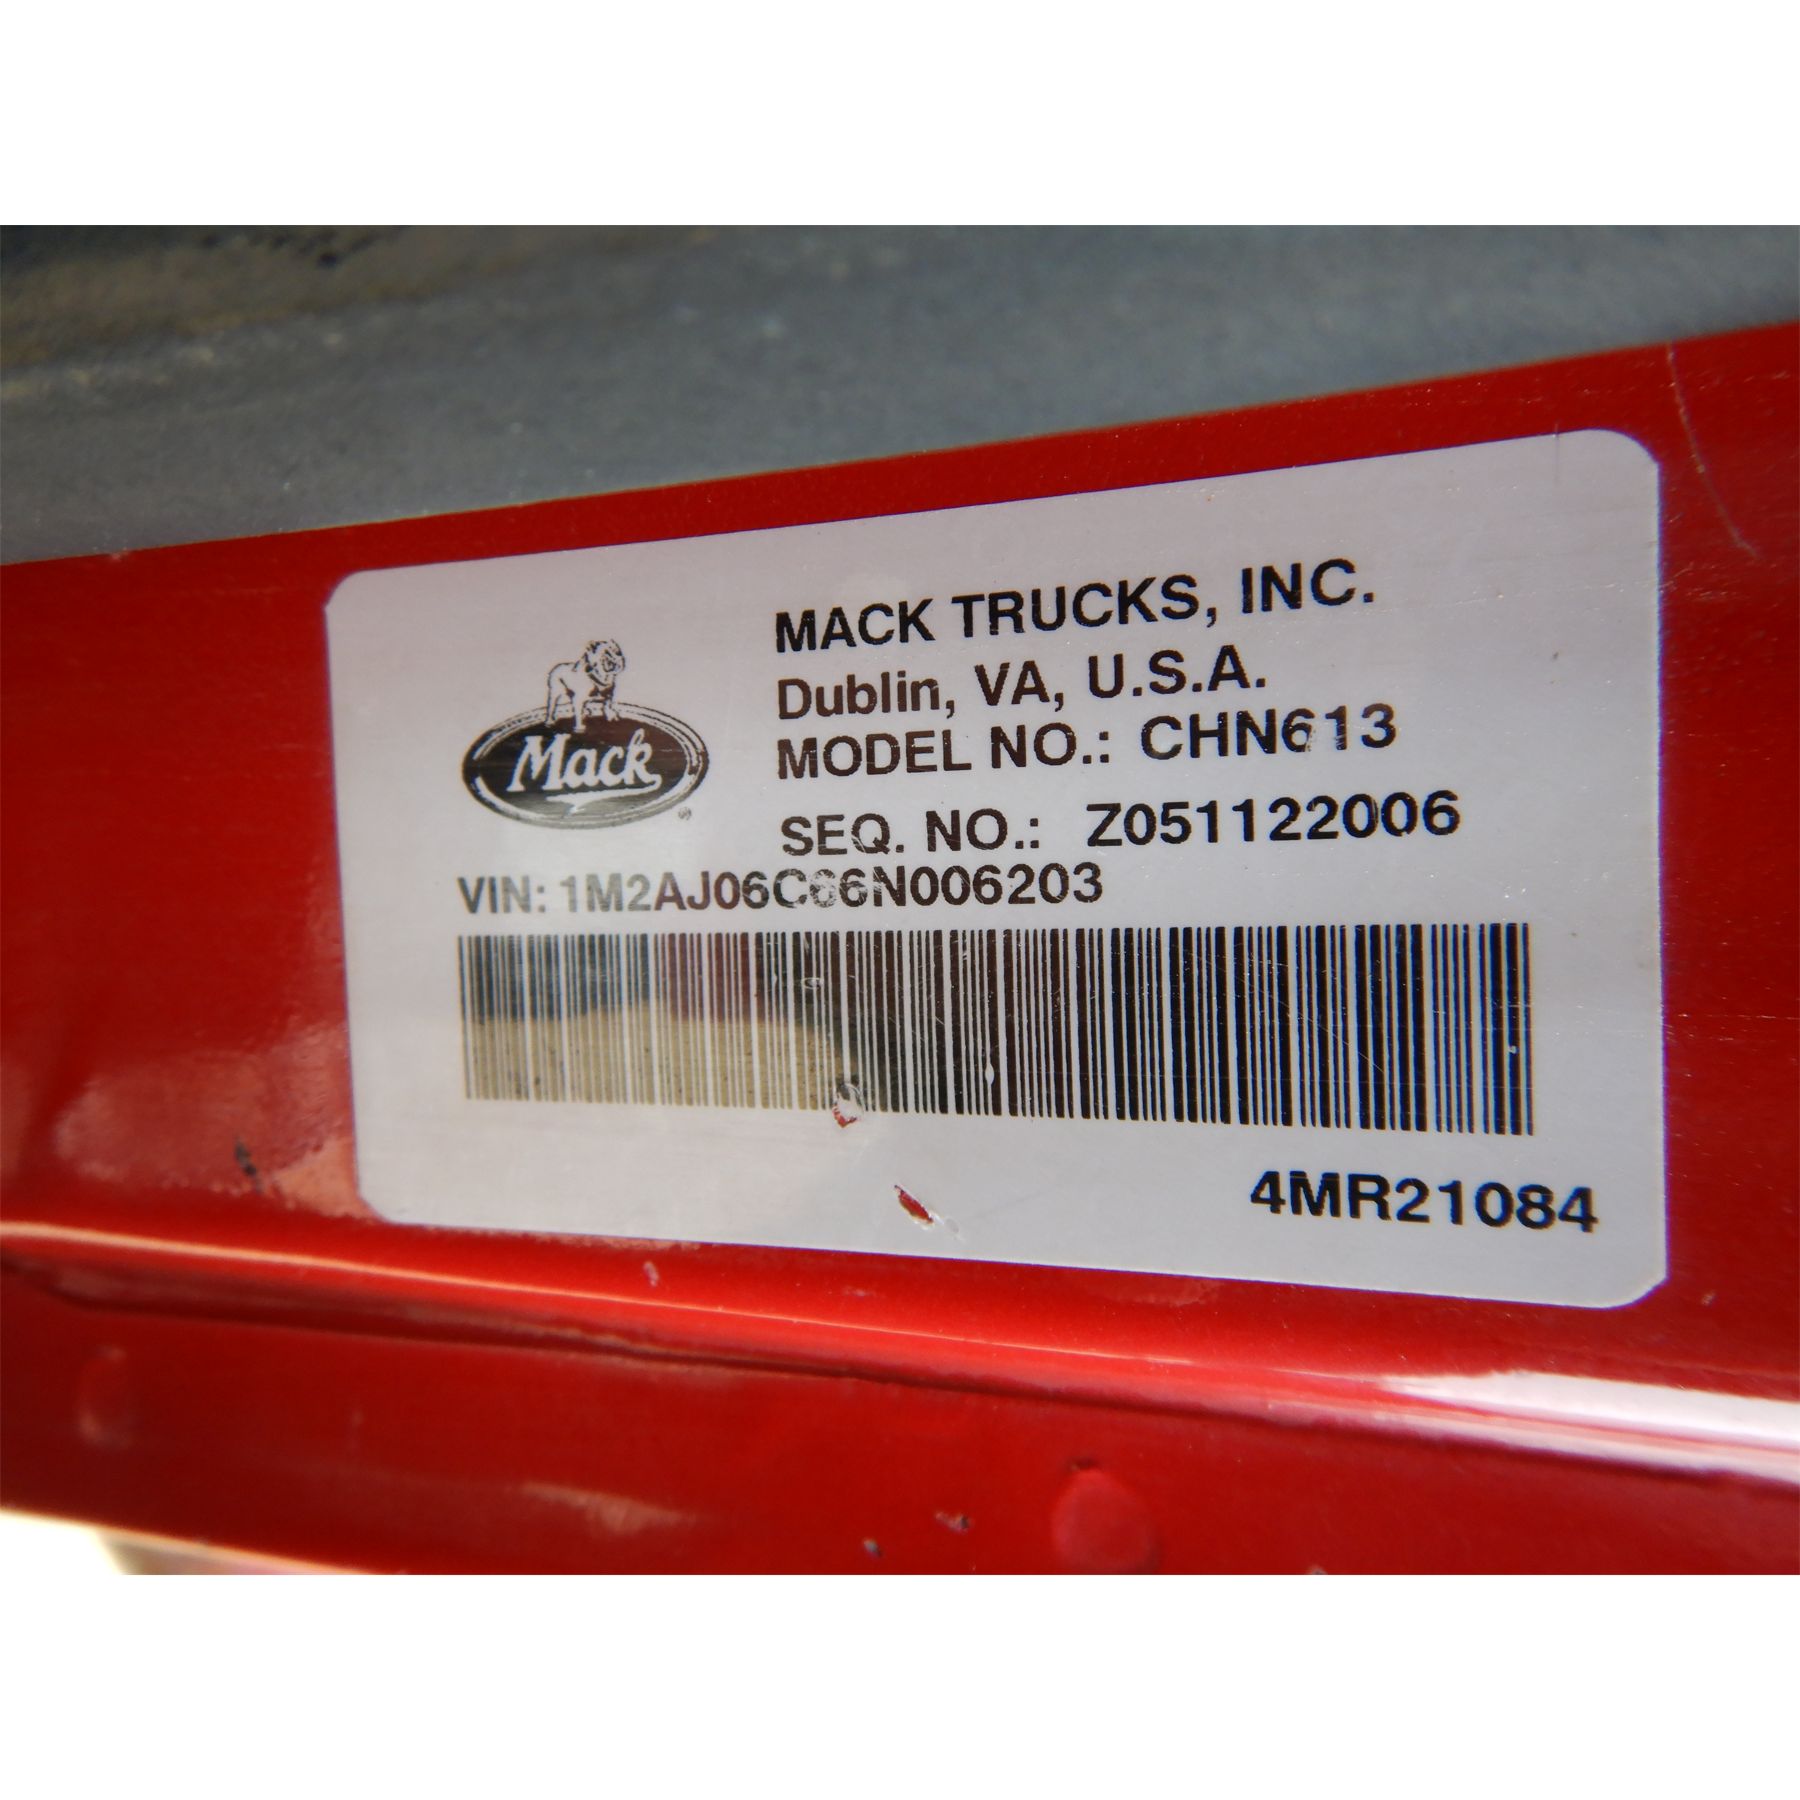 MACK TRUCKS, INC.
Dublin, VA, U.S.A.
MODEL NO.: CHN613
Mack
®
SEQ. NO.: Z051122006
VIN: 1M2AJ06C66N006203
4MR21084